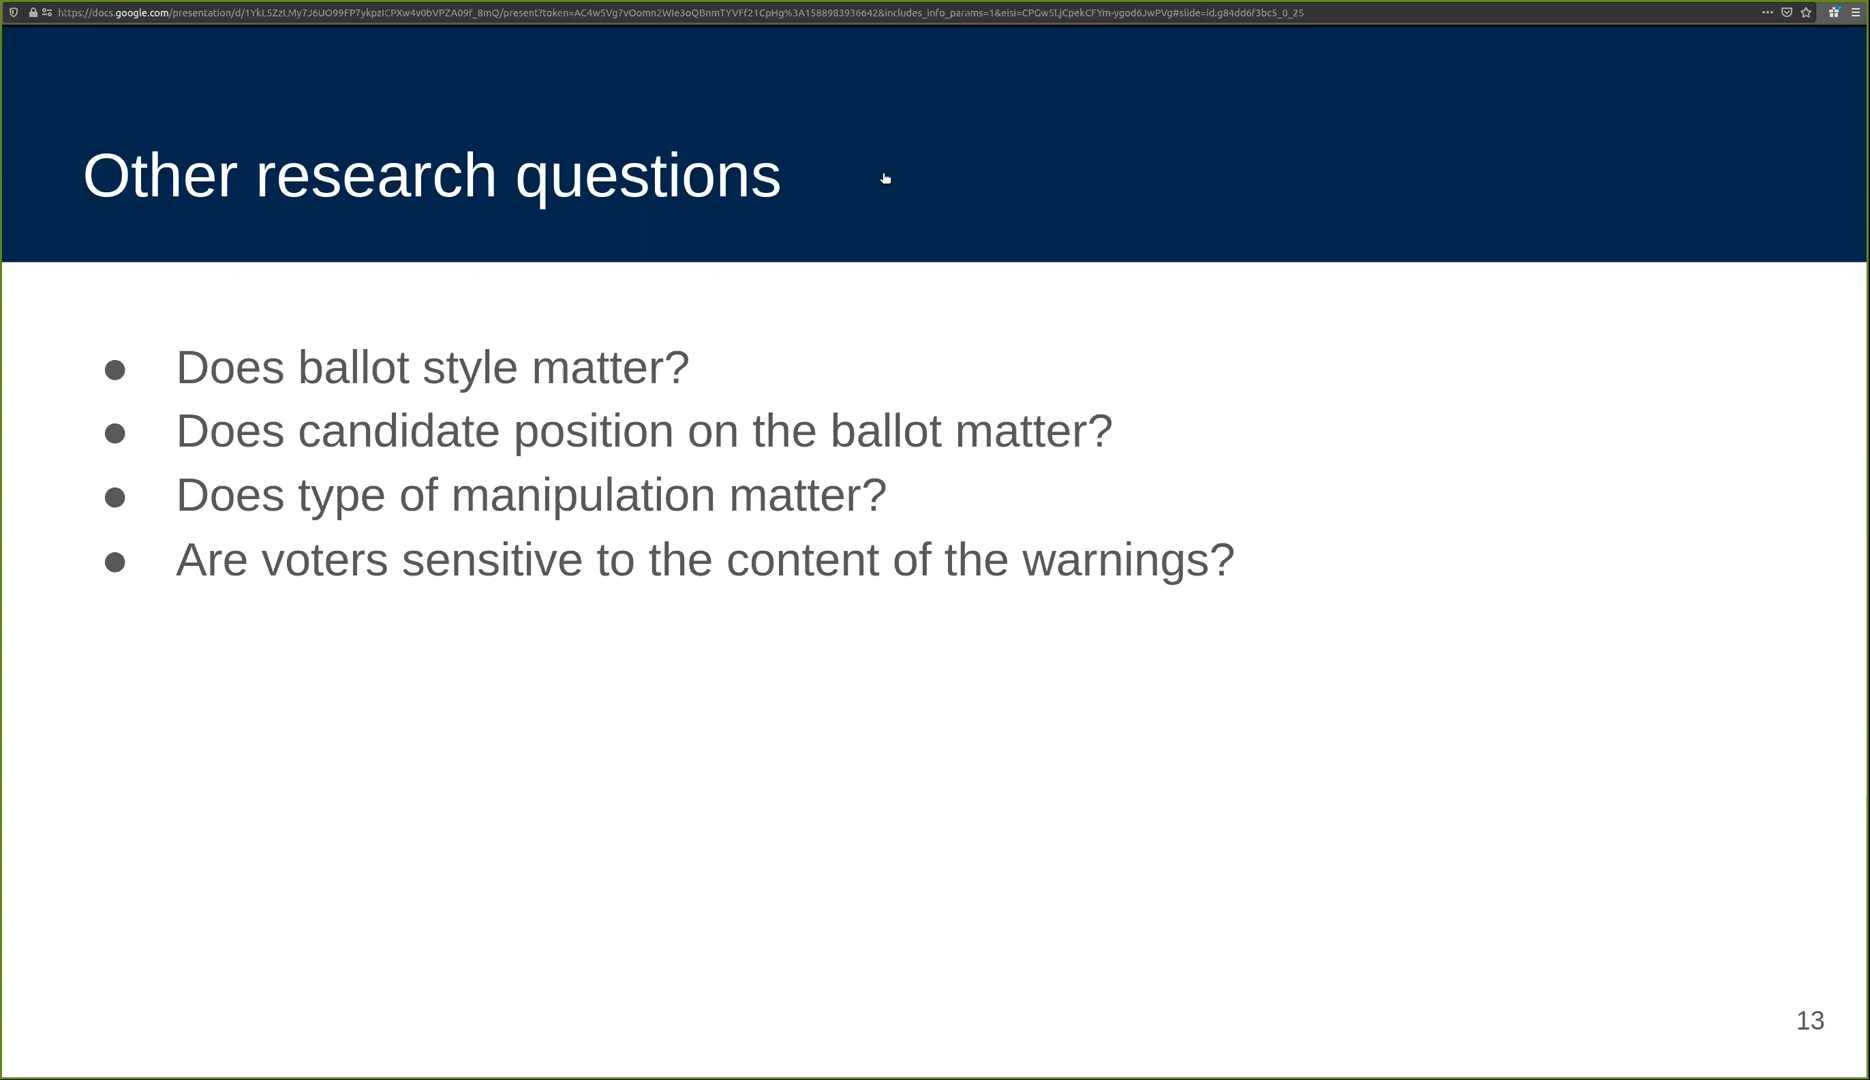 Other research questions
● Does ballot style matter?
● Does candidate position on the ballot matter?
● Does type of manipulation matter?
● Are voters sensitive to the content of the warnings?
13